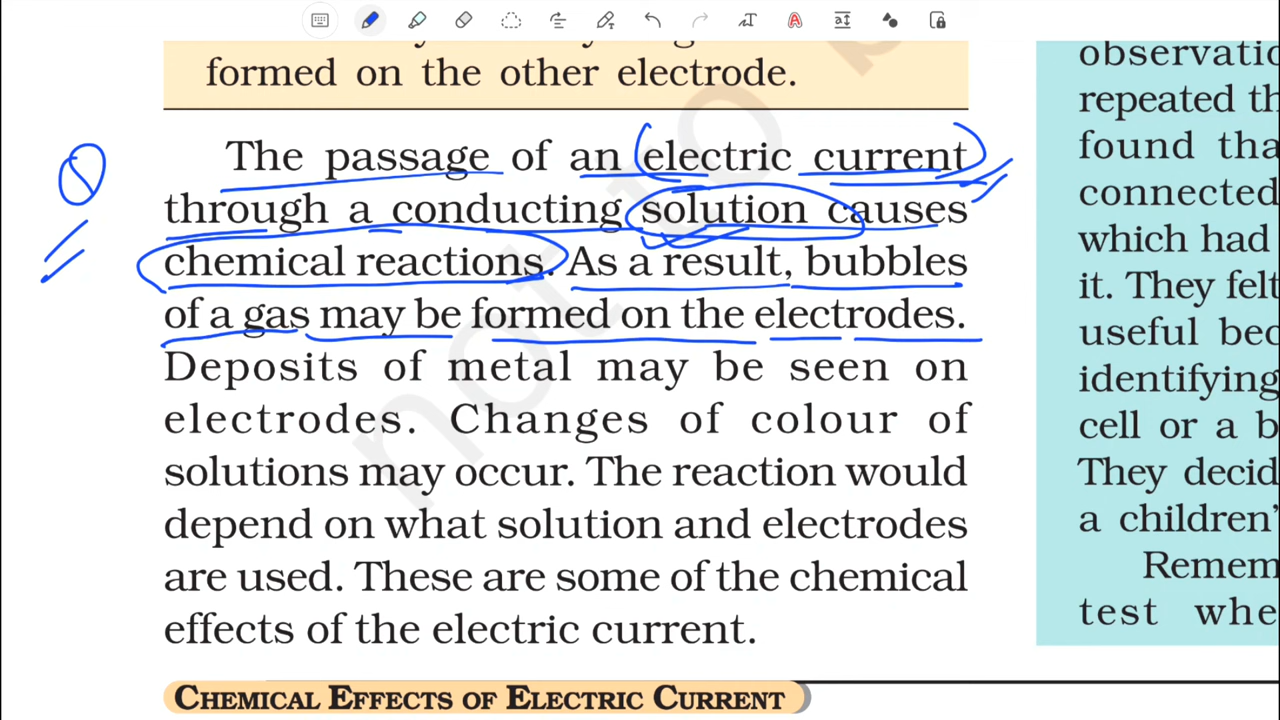 formed on the other electrode.
The passage of an electric current
through a conducting solution causes
chemical reactions. As a result, bubbles
of a gas may be formed on the electrodes.
Deposits of metal may be seen on
electrodes. Changes of colour of
solutions may occur. The reaction would
depend on what solution and electrodes
are used. These are some of the chemical
effects of the electric current.
CHEMICAL EFFECTS OF ELECTRIC CURRENT
observatio
repeated th
found tha
connected
which had
it. They felt
useful bec
identifying
cell or a b
They decid
a children'
Remem
test whe